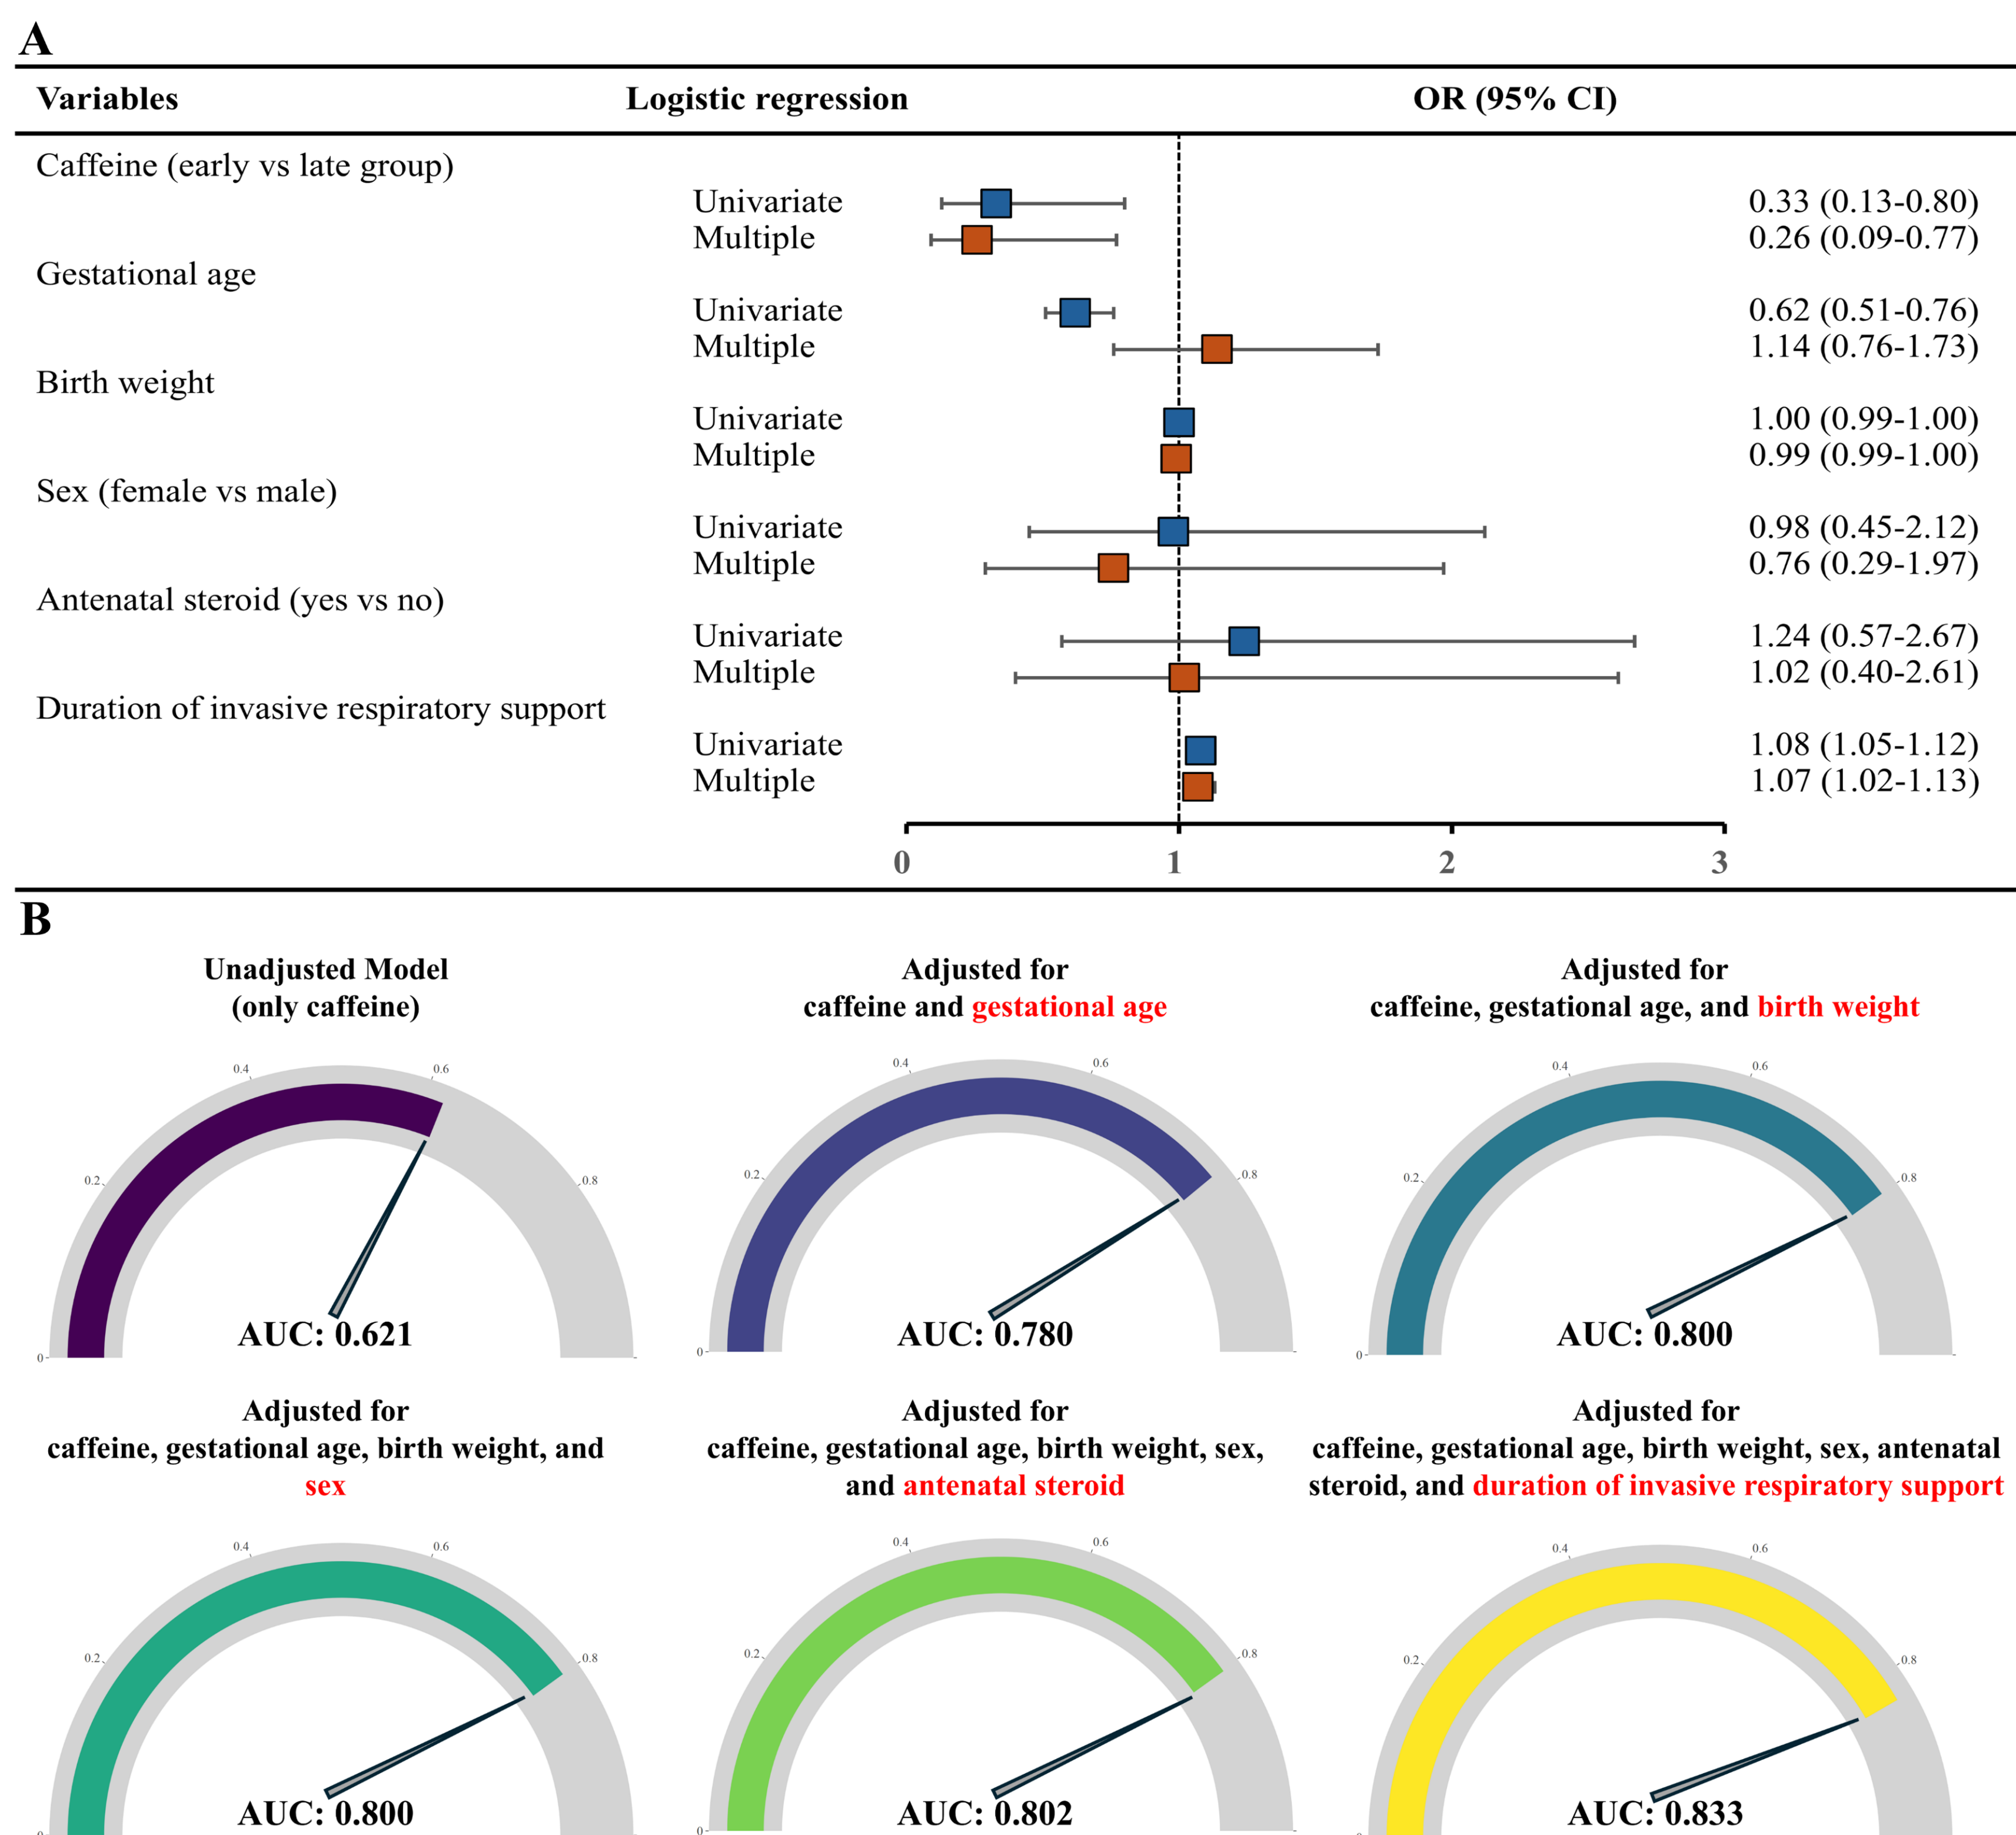 A
Variables Logistic regression OR (95% CI)
Caffeine (early vs late group)
Univariate 0.33 (0.13-0.80)
Multiple 0.26 (0.09-0.77)
Gestational age
Univariate 0.62 (0.51-0.76)
Multiple 1.14 (0.76-1.73)
Birth weight
Univariate 1.00 (0.99-1.00)
Multiple 0.99 (0.99-1.00)
Sex (female vs male)
Univariate 0.98 (0.45-2.12)
Multiple 0.76 (0.29-1.97)
Antenatal steroid (yes vs no)
Univariate 1.24 (0.57-2.67)
Multiple 1.02 (0.40-2.61)
Duration of invasive respiratory support
Univariate 1.08 (1.05-1.12)
Multiple 1.07 (1.02-1.13)
0 1 2 3
B
Unadjusted Model
(only caffeine)
0 0.2 0.4 0.6 0.8
AUC: 0.621
Adjusted for
caffeine and gestational age
0 0.2 0.4 0.6 0.8
AUC: 0.780
Adjusted for
caffeine, gestational age, and birth weight
0 0.2 0.4 0.6 0.8
AUC: 0.800
Adjusted for
caffeine, gestational age, birth weight, and
sex
0 0.2 0.4 0.6 0.8
AUC: 0.800
Adjusted for
caffeine, gestational age, birth weight, sex,
and antenatal steroid
0 0.2 0.4 0.6 0.8
AUC: 0.802
Adjusted for
caffeine, gestational age, birth weight, sex, antenatal
steroid, and duration of invasive respiratory support
0.2 0.4 0.6 0.8
AUC: 0.833